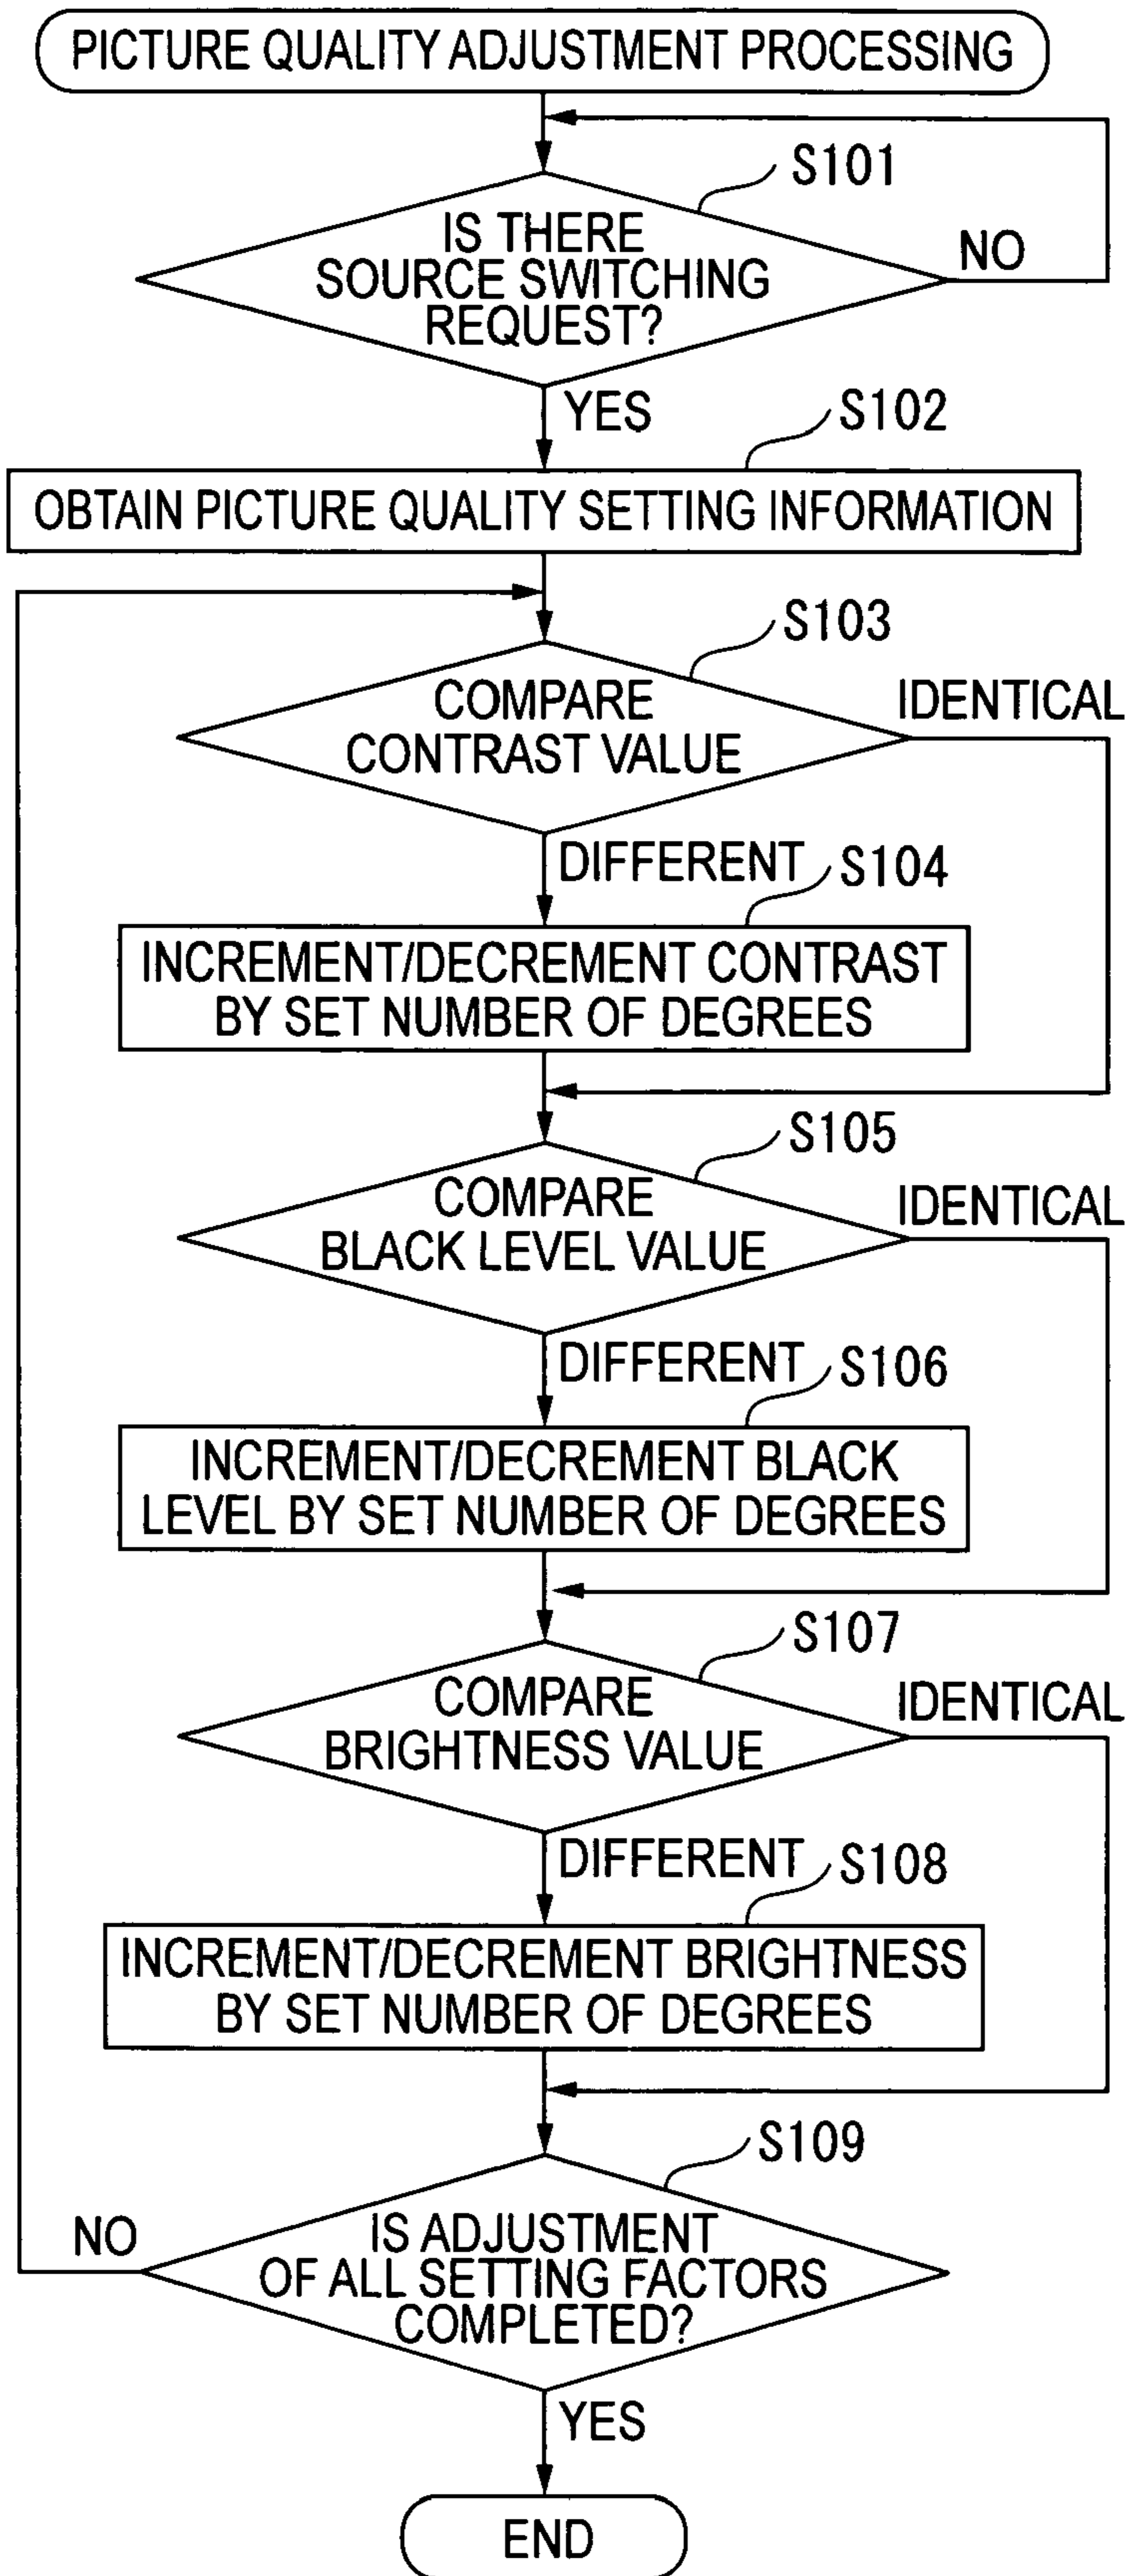 PICTURE QUALITY ADJUSTMENT PROCESSING
S101
IS THERE
SOURCE SWITCHING
REQUEST?
NO
YES
S102
OBTAIN PICTURE QUALITY SETTING INFORMATION
S103
COMPARE
CONTRAST VALUE
IDENTICAL
DIFFERENT
S104
INCREMENT/DECREMENT CONTRAST
BY SET NUMBER OF DEGREES
S105
COMPARE
BLACK LEVEL VALUE
IDENTICAL
DIFFERENT
S106
INCREMENT/DECREMENT BLACK
LEVEL BY SET NUMBER OF DEGREES
S107
COMPARE
BRIGHTNESS VALUE
IDENTICAL
DIFFERENT
S108
INCREMENT/DECREMENT BRIGHTNESS
BY SET NUMBER OF DEGREES
S109
IS ADJUSTMENT
OF ALL SETTING FACTORS
COMPLETED?
NO
YES
END